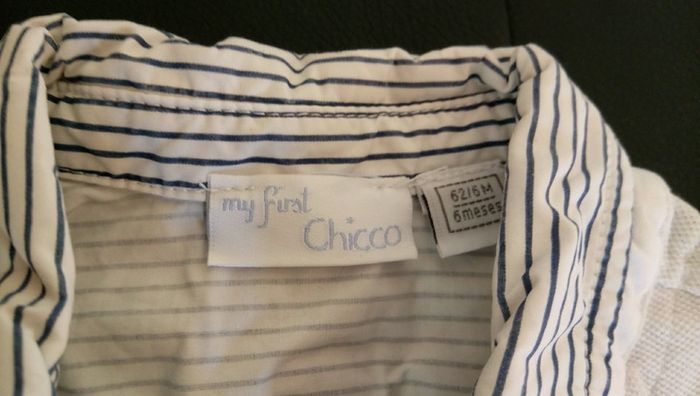 my first
Chicco
62/6M
6meses